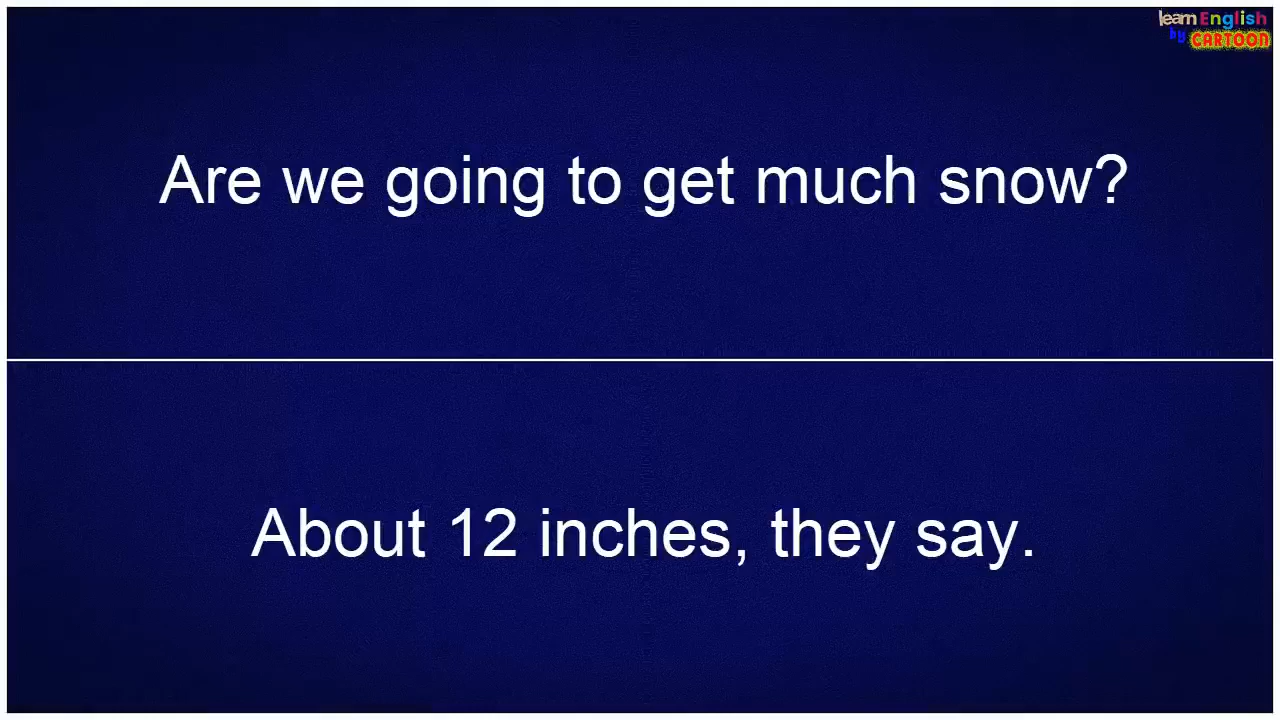 learn English
by CARTOON
Are we going to get much snow?
About 12 inches, they say.